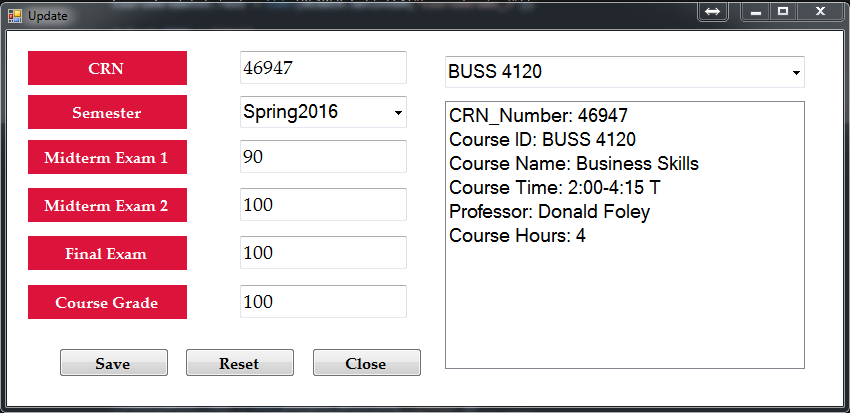 Update
CRN
46947
Semester
Spring2016
Midterm Exam 1
90
Midterm Exam 2
100
Final Exam
100
Course Grade
100
Save
Reset
Close
BUSS 4120
CRN_Number: 46947
Course ID: BUSS 4120
Course Name: Business Skills
Course Time: 2:00-4:15 T
Professor: Donald Foley
Course Hours: 4